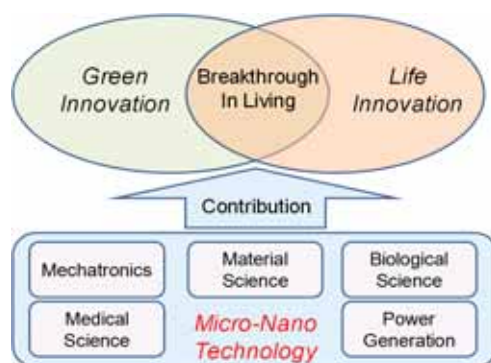 Green
Innovation
Breakthrough
In Living
Life
Innovation
Contribution
Mechatronics
Material
Science
Biological
Science
Medical
Science
Micro-Nano
Technology
Power
Generation